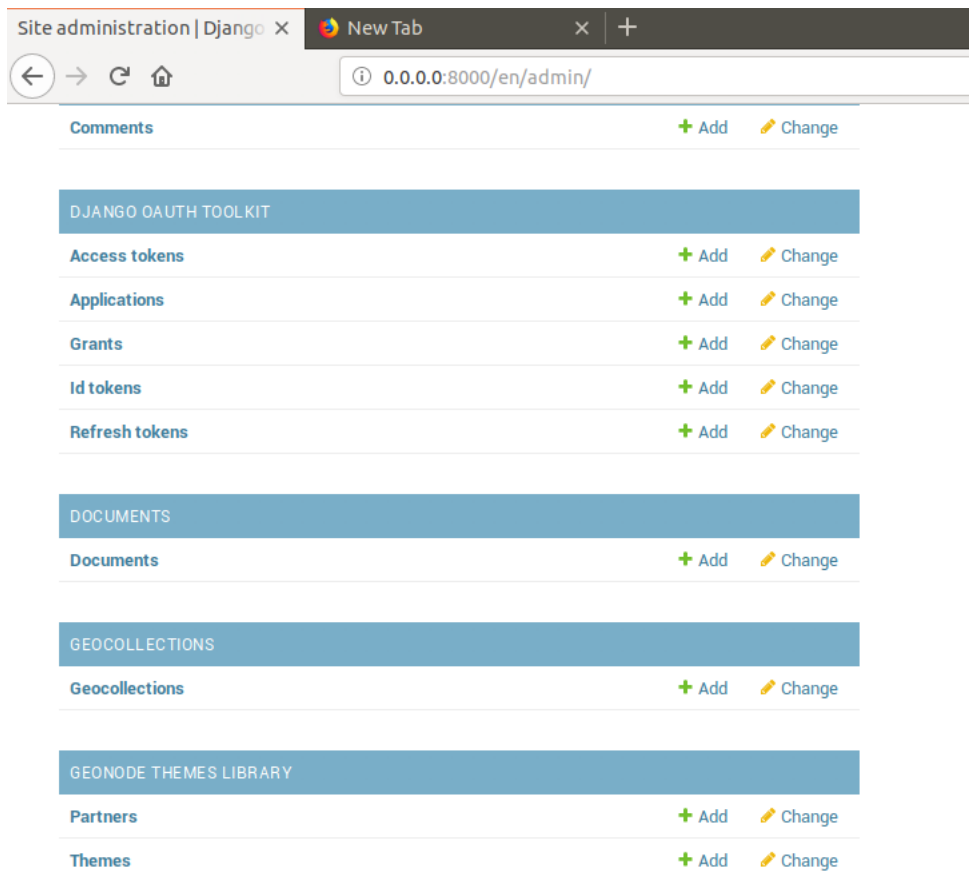 Site administration | Django
New Tab
0.0.0.0:8000/en/admin/
Comments Add Change
DJANGO OAUTH TOOLKIT
Access tokens Add Change
Applications Add Change
Grants Add Change
Id tokens Add Change
Refresh tokens Add Change
DOCUMENTS
Documents Add Change
GEOCOLLECTIONS
Geocollections Add Change
GEONODE THEMES LIBRARY
Partners Add Change
Themes Add Change